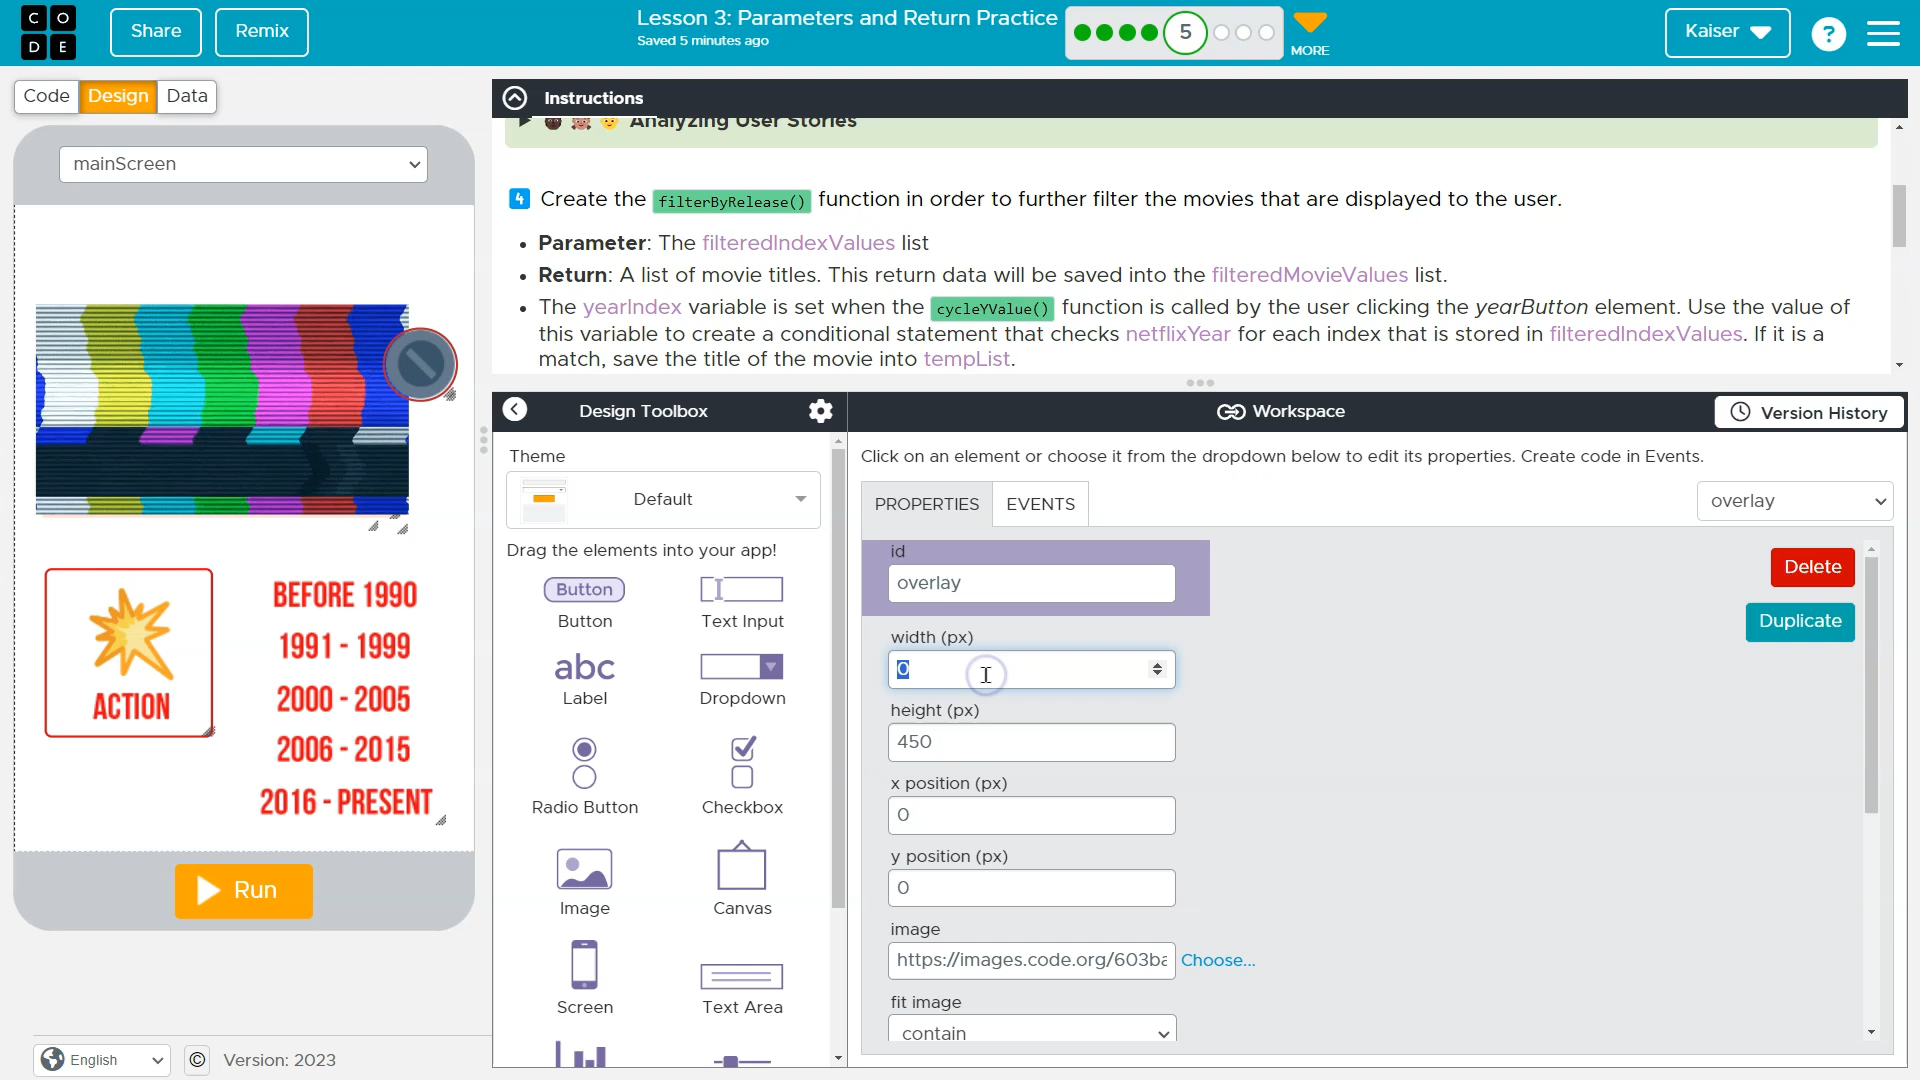 C O
D E
Share
Remix
Lesson 3: Parameters and Return Practice
Saved 5 minutes ago
5
MORE
Kaiser
?
Code
Design
Data
mainScreen
ACTION
BEFORE 1990
1991 - 1999
2000 - 2005
2006 - 2015
2016 - PRESENT
Run
English
©
Version: 2023
Instructions
Analyzing User Stories
4 Create the filterByRelease() function in order to further filter the movies that are displayed to the user.
• Parameter: The filteredIndexValues list
• Return: A list of movie titles. This return data will be saved into the filteredMovieValues list.
• The yearIndex variable is set when the cycleYValue() function is called by the user clicking the yearButton element. Use the value of
this variable to create a conditional statement that checks netflixYear for each index that is stored in filteredIndexValues. If it is a
match, save the title of the movie into tempList.
Design Toolbox
Workspace
Version History
Theme
Default
Drag the elements into your app!
Button
Button
Text Input
abc
Label
Dropdown
Radio Button
Checkbox
Image
Canvas
Screen
Text Area
Click on an element or choose it from the dropdown below to edit its properties. Create code in Events.
PROPERTIES
EVENTS
overlay
id
overlay
Delete
Duplicate
width (px)
0
height (px)
450
x position (px)
0
y position (px)
0
image
https://images.code.org/603ba
Choose...
fit image
contain